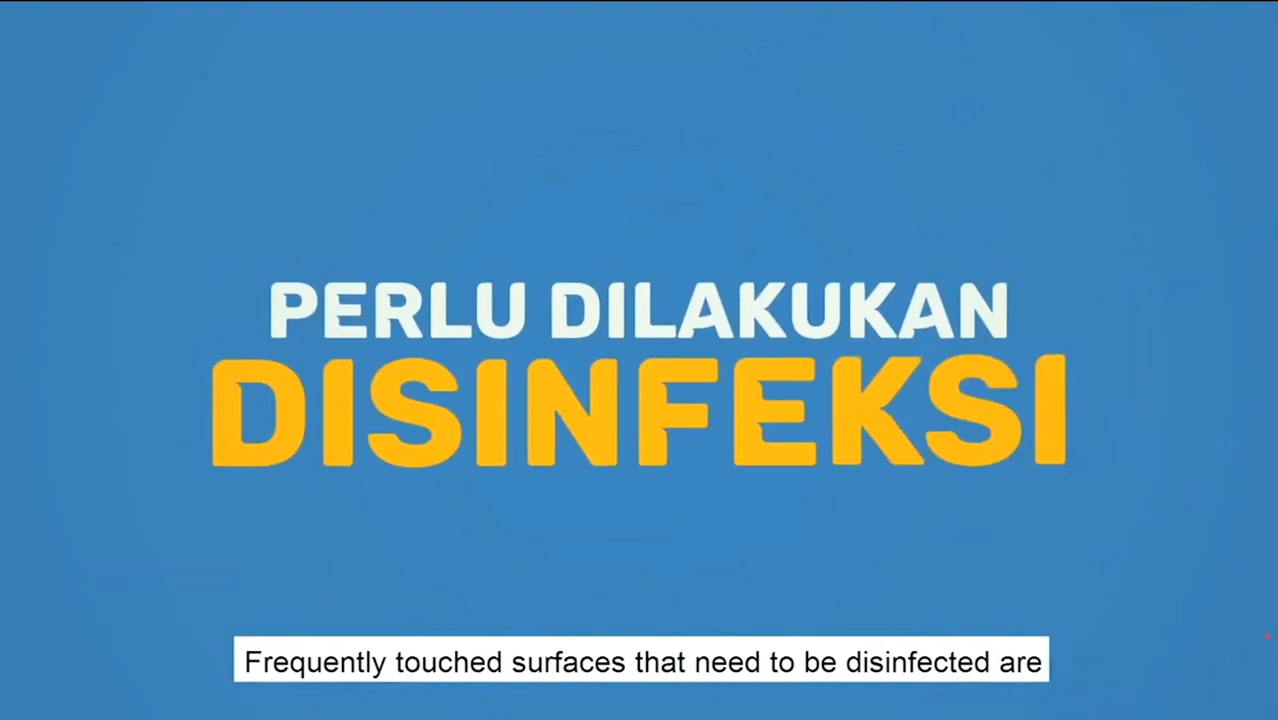 PERLU DILAKUKAN
DISINFEKSI
Frequently touched surfaces that need to be disinfected are